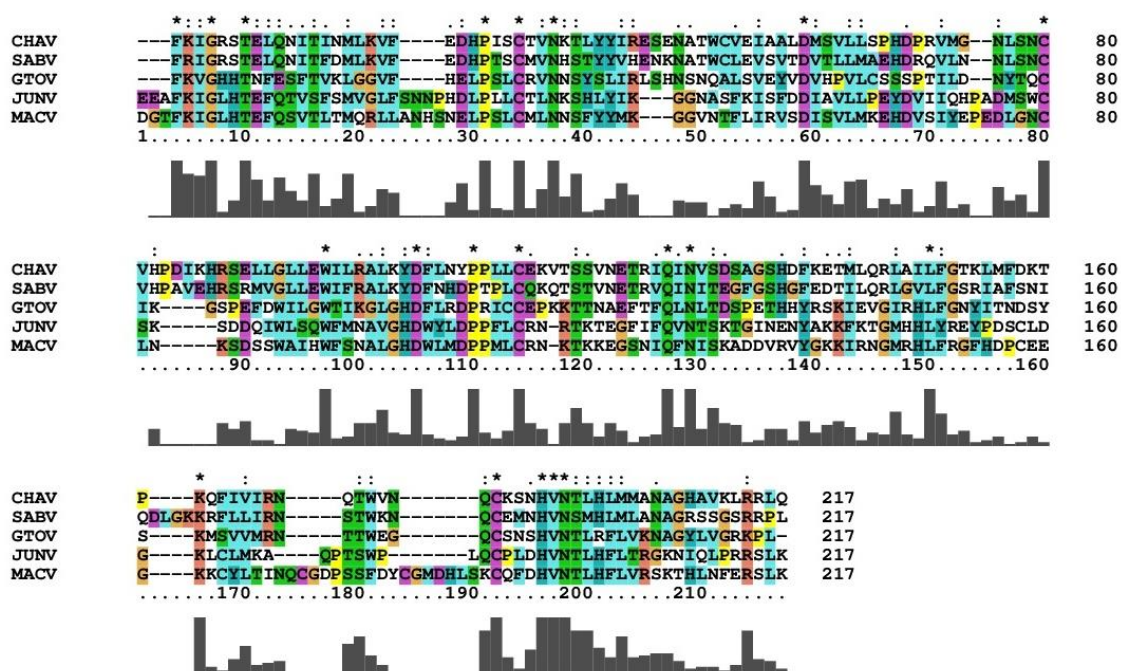 CHAV ---FKIGRSTELQNITINMLKVF----EDHPISCTVNKTLYYIRESENATWCVEIAALDMSVLLSPHDPRVMG--NLSNC 80
SABV ---FRIGRSTELQNITFDMLKVF----EDHPTSCMVNHSTYYVHENKNATWCLEVSVTDVTLLMAEHDRQVLN--NLSNC 80
GTOV ---FKVGHHTNFESFTVKLGGVF----HELPSLCRVNNSYSLIRLSHNSNQALSVEYVDVHPVLCSSSPTILD--NYTQC 80
JUNV EEAFKIGLHTEFQTVSFSMVGLFSNNPHDLPLLCTLNKSHLYIK---GGNASFKISFDDIAVLLPEYDVIIQHPADMSWC 80
MACV DGTFKIGLHTEFQSVTLTMQRLLANHSNELPSLCMLNNSFYYMK---GGVNTFLIRVSDISVLMKEHDVSIYEPEDLGNC 80
1.......10........20........30........40........50........60........70........80
CHAV VHPDIKHRSELLGLLEWILRALKYDFLNYPPLLCEKVTSSVNETRIQINVSDSAGSHDFKETMLQRLAILFGTKLMFDKT 160
SABV VHPAVEHRSRMVGLLEWIFRALKYDFNHDPTPLCQKQTSTVNETRVQINITEGFGSHGFEDTILQRLGVLFGSRIAFSNI 160
GTOV IK----GSPEFDWILGWTIKGLGHDFLRDPRICCEPKKTTNAEFTFQLNLTDSPETHHYRSKIEVGIRHLFGNYITNDSY 160
JUNV SK-----SDDQIWLSQWFMNAVGHDWYLDPPFLCRN-RTKTEGFIFQVNTSKTGINENYAKKFKTGMHHLYREYPDSCLD 160
MACV LN-----KSDSSWAIHWFSNALGHDWLMDPPMLCRN-KTKKEGSNIQFNISKADDVRVYGKKIRNGMRHLFRGFHDPCEE 160
.........90.......100.......110.......120.......130.......140.......150.......160
CHAV P----KQFIVIRN-----QTWVN-------QCKSNHVNTLHLMMANAGHAVKLRRLQ 217
SABV QDLGKKRFLLIRN-----STWKN-------QCEMNHVNSMHLMLANAGRSSGSRRPL 217
GTOV S----KMSVVMRN-----TTWEG-------QCSNSHVNTLRFLVKNAGYLVGRKPL- 217
JUNV G----KLCLMKA----QPTSWP-------LQCPLDHVNTLHFLTRGKNIQLPRRSLK 217
MACV G----KKCYLTINQCGDPSSFDYCGMDHLSKCQFDHVNTLHFLVRSKTHLNFERSLK 217
.......170.......180.......190.......200.......210.......